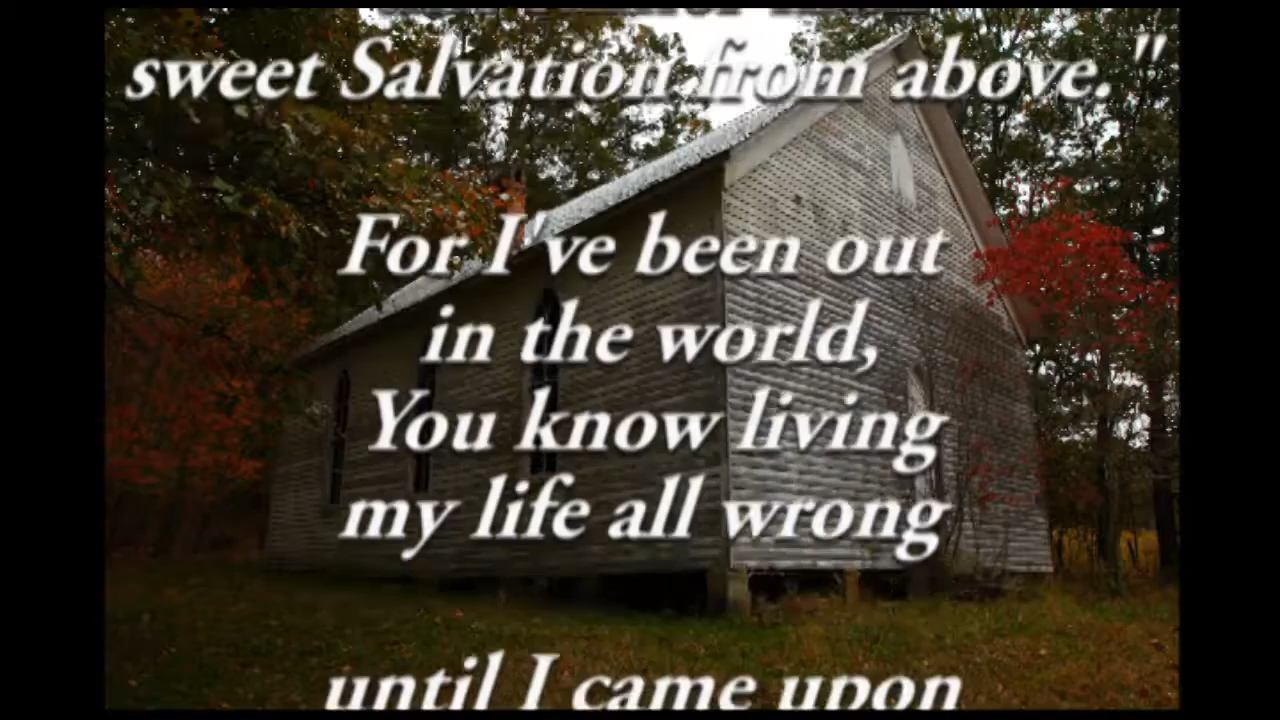 sweet Salvation from above."
For I've been out
in the world,
You know living
my life all wrong
until I came upon